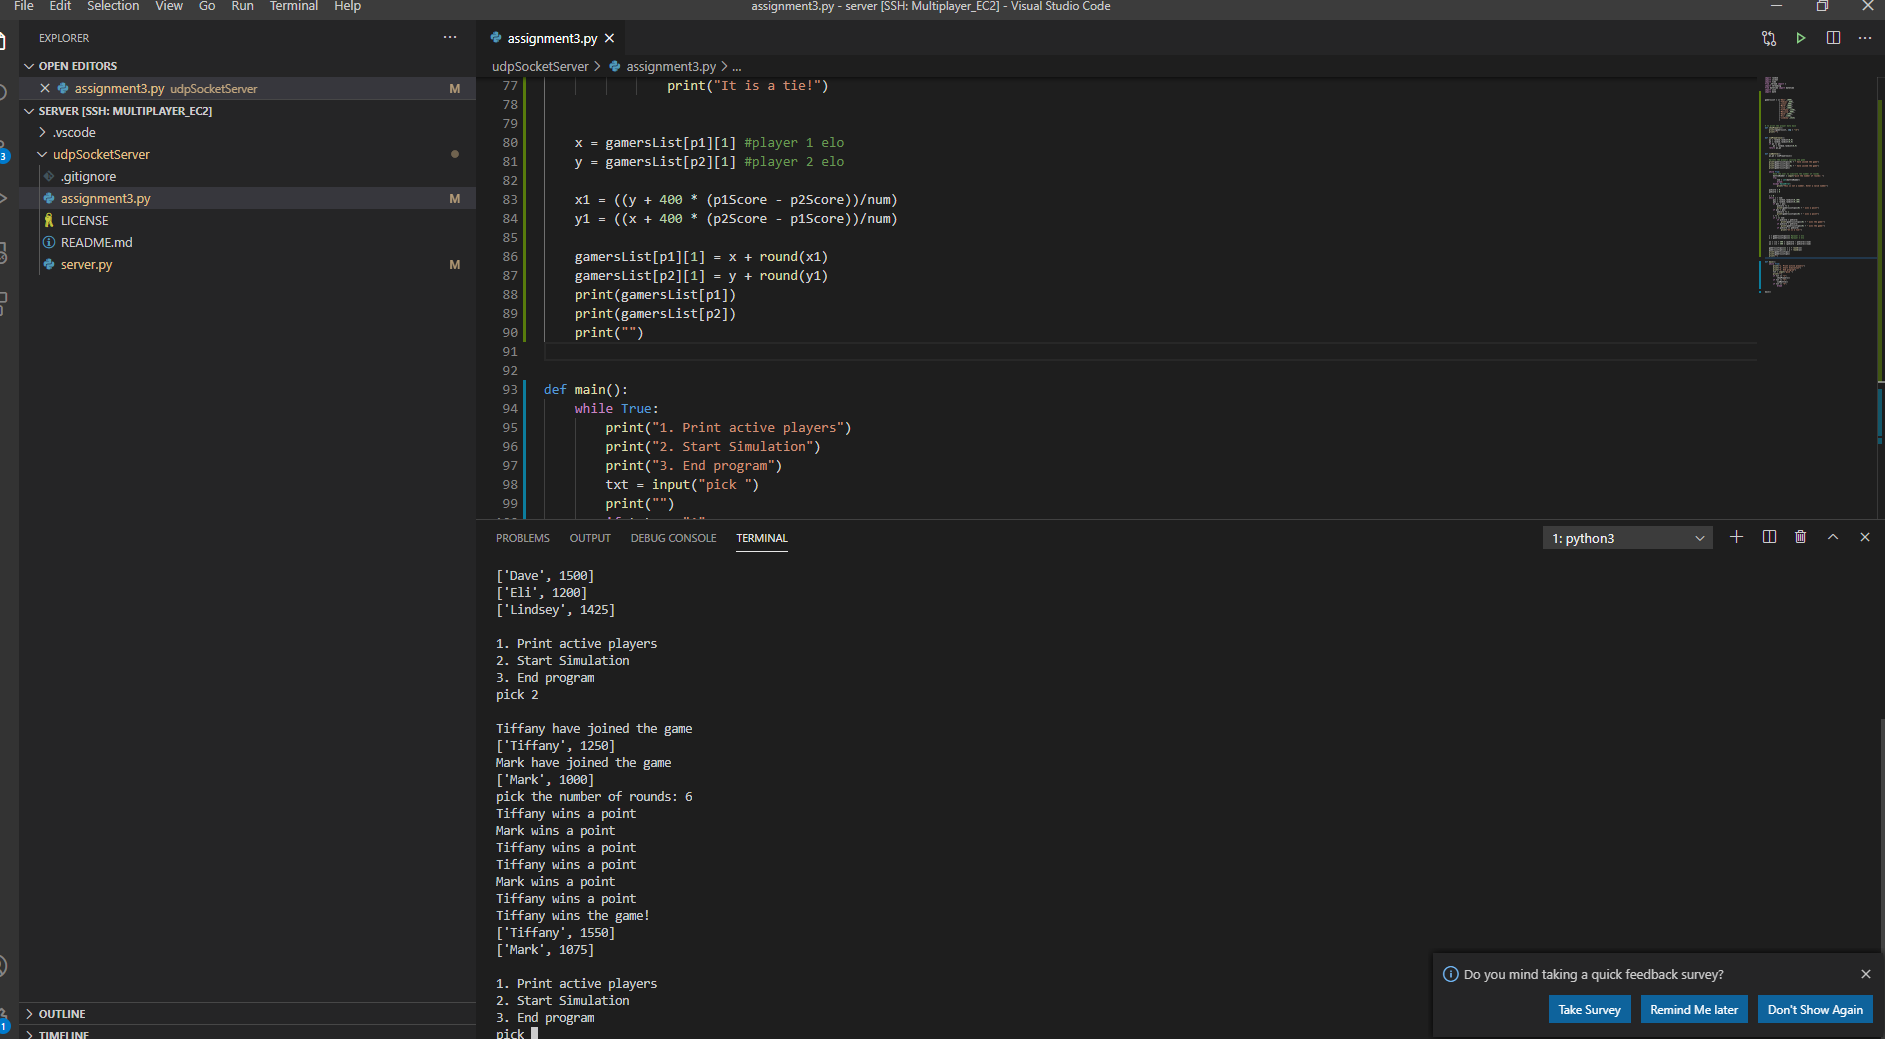 File Edit Selection View Go Run Terminal Help
assignment3.py - server [SSH: Multiplayer_EC2] - Visual Studio Code
EXPLORER
OPEN EDITORS
assignment3.py udpSocketServer M
SERVER [SSH: MULTIPLAYER_EC2]
.vscode
udpSocketServer
.gitignore
assignment3.py M
LICENSE
README.md
server.py M
OUTLINE
TIMELINE
3
1
assignment3.py
udpSocketServer > assignment3.py > ...
77 print("It is a tie!")
78
79
80 x = gamersList[p1][1] #player 1 elo
81 y = gamersList[p2][1] #player 2 elo
82
83 x1 = ((y + 400 * (p1Score - p2Score))/num)
84 y1 = ((x + 400 * (p2Score - p1Score))/num)
85
86 gamersList[p1][1] = x + round(x1)
87 gamersList[p2][1] = y + round(y1)
88 print(gamersList[p1])
89 print(gamersList[p2])
90 print("")
91
92
93 def main():
94 while True:
95 print("1. Print active players")
96 print("2. Start Simulation")
97 print("3. End program")
98 txt = input("pick ")
99 print("")
PROBLEMS OUTPUT DEBUG CONSOLE TERMINAL
1: python3
['Dave', 1500]
['Eli', 1200]
['Lindsey', 1425]
1. Print active players
2. Start Simulation
3. End program
pick 2
Tiffany have joined the game
['Tiffany', 1250]
Mark have joined the game
['Mark', 1000]
pick the number of rounds: 6
Tiffany wins a point
Mark wins a point
Tiffany wins a point
Tiffany wins a point
Mark wins a point
Tiffany wins a point
Tiffany wins the game!
['Tiffany', 1550]
['Mark', 1075]
1. Print active players
2. Start Simulation
3. End program
pick
Do you mind taking a quick feedback survey?
Take Survey
Remind Me later
Don't Show Again